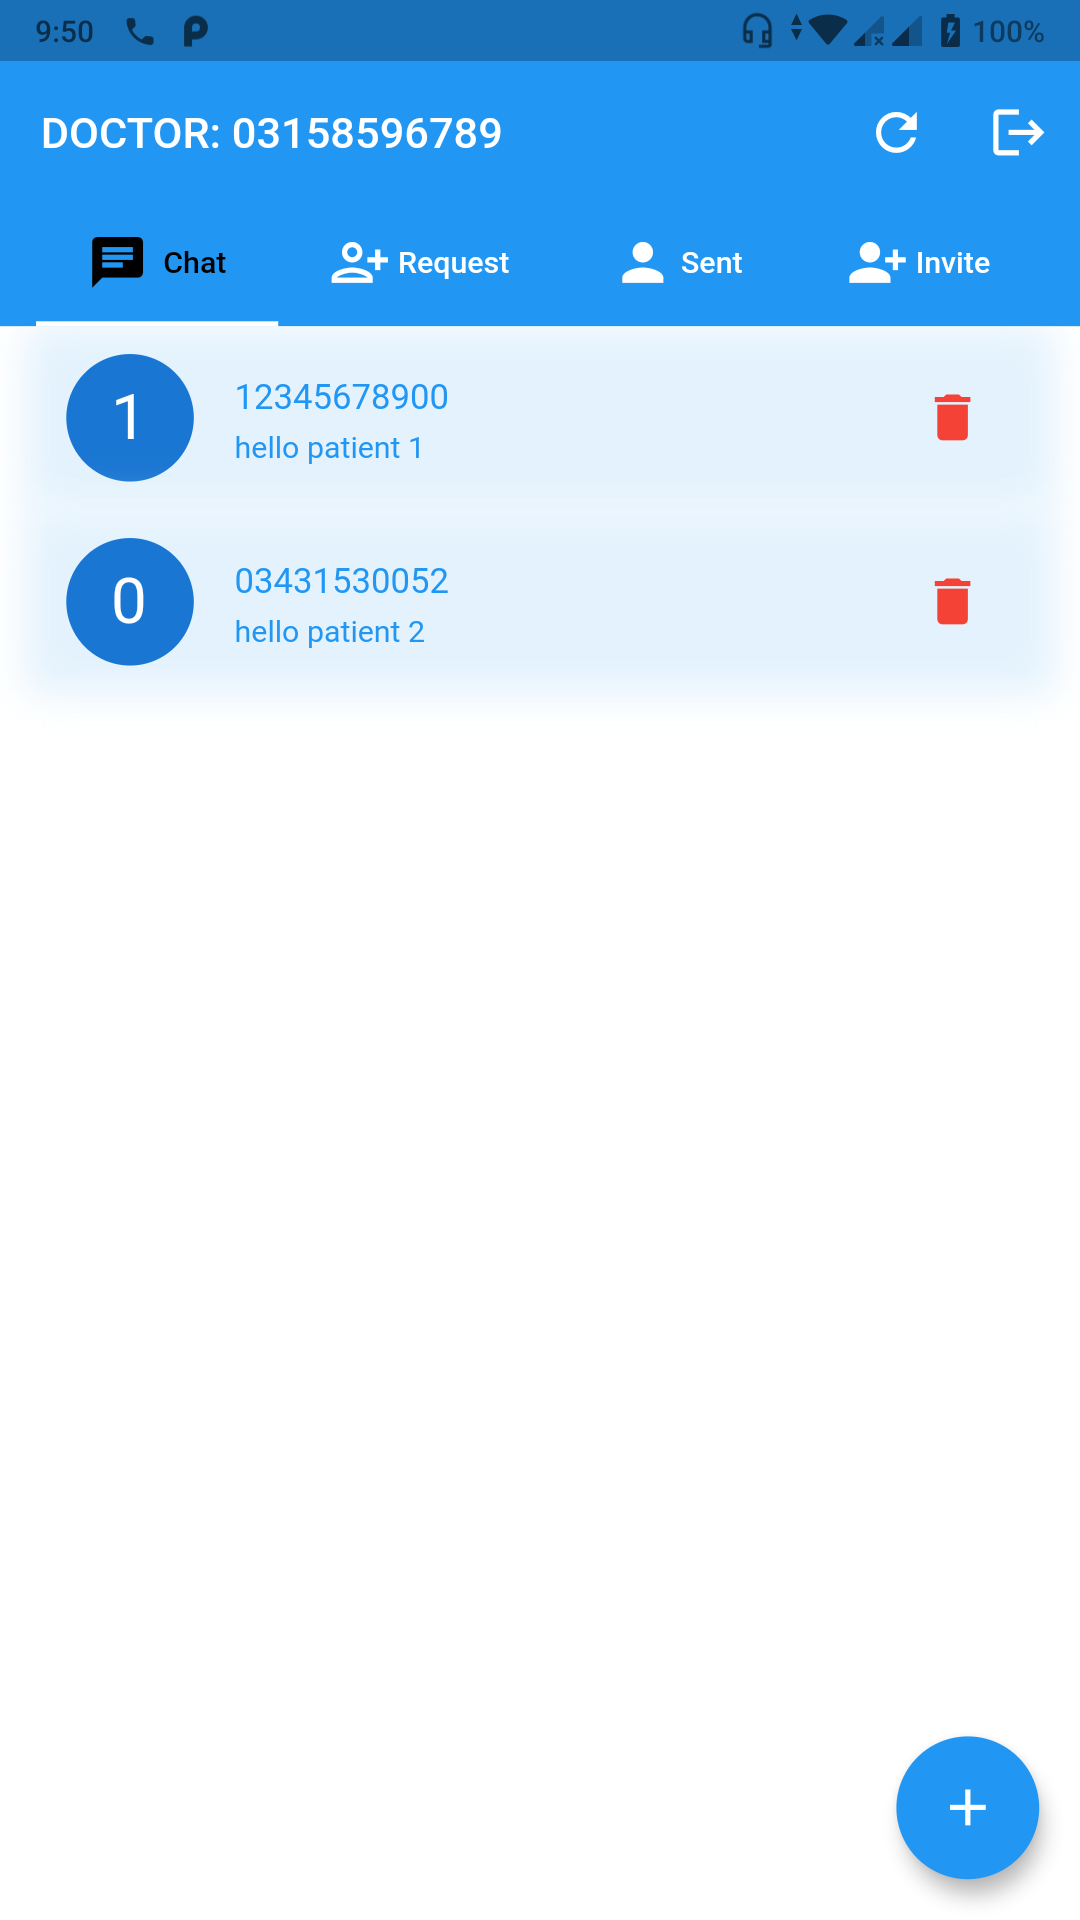 9:50 100%
DOCTOR: 03158596789
Chat Request Sent Invite
1 12345678900
hello patient 1
0 03431530052
hello patient 2